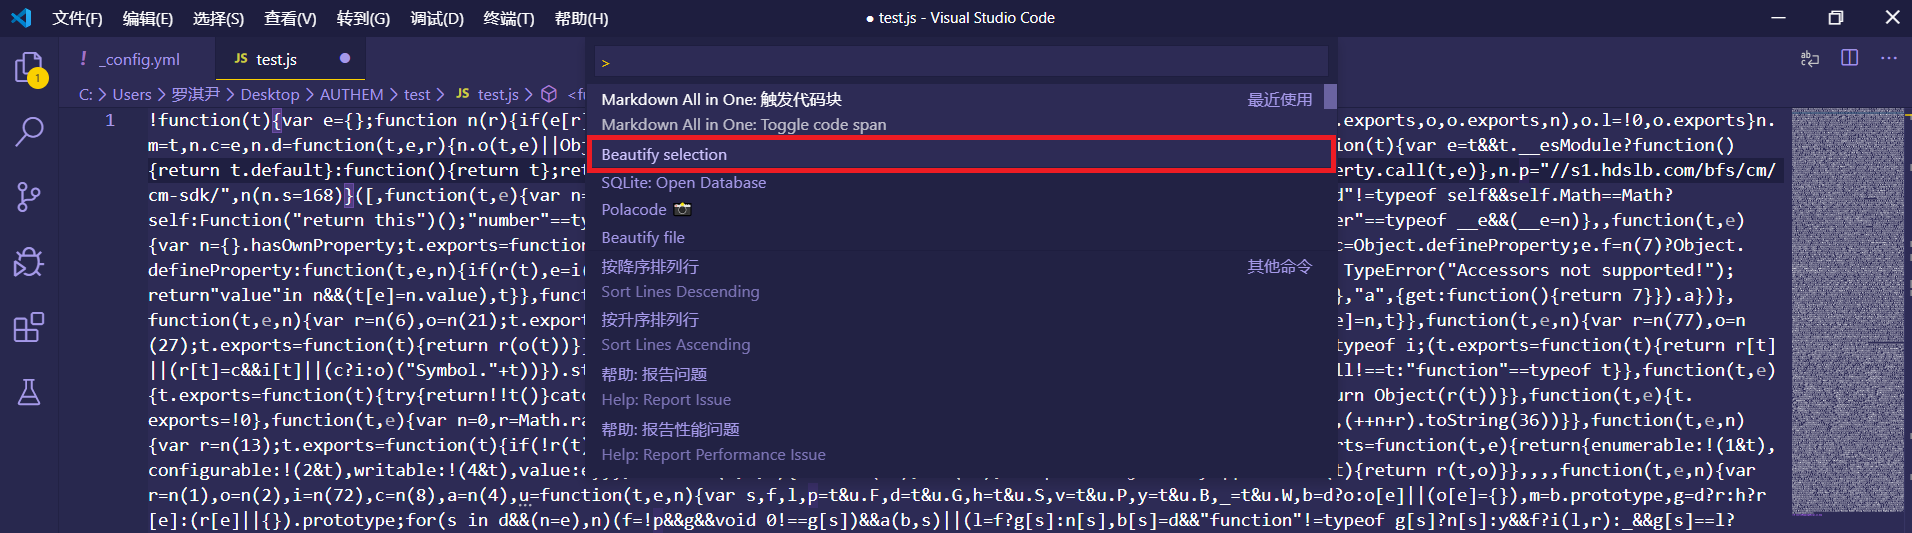 文件(F) 编辑(E) 选择(S) 查看(V) 转到(G) 调试(D) 终端(T) 帮助(H) ● test.js - Visual Studio Code
! _config.yml JS test.js ●
1
C: > Users > 罗淇尹 > Desktop > AUTHEM > test > JS test.js > <fu
>
Markdown All in One: 触发代码块 最近使用
Markdown All in One: Toggle code span
Beautify selection
SQLite: Open Database
Polacode
Beautify file
按降序排列行 其他命令
Sort Lines Descending
按升序排列行
Sort Lines Ascending
帮助: 报告问题
Help: Report Issue
帮助: 报告性能问题
Help: Report Performance Issue
1 !function(t){var e={};function n(r){if(e[r] .exports,o,o.exports,n),o.l=!0,o.exports}n.
m=t,n.c=e,n.d=function(t,e,r){n.o(t,e)||Obj tion(t){var e=t&&t.__esModule?function()
{return t.default}:function(){return t};ret erty.call(t,e)},n.p="//s1.hdslb.com/bfs/cm/
cm-sdk/",n(n.s=168)}([,function(t,e){var n= d"!=typeof self&&self.Math==Math?
self:Function("return this")();"number"==ty er"==typeof __e&&(__e=n)},,function(t,e)
{var n={}.hasOwnProperty;t.exports=function c=Object.defineProperty;e.f=n(7)?Object.
defineProperty:function(t,e,n){if(r(t),e=i( TypeError("Accessors not supported!");
return"value"in n&&(t[e]=n.value),t}},funct },"a",{get:function(){return 7}}).a})},
function(t,e,n){var r=n(6),o=n(21);t.export e]=n,t}},function(t,e,n){var r=n(77),o=n
(27);t.exports=function(t){return r(o(t))}} typeof i;(t.exports=function(t){return r[t]
||(r[t]=c&&i[t]||(c?i:o)("Symbol."+t))}).st ll!==t:"function"==typeof t}},function(t,e)
{t.exports=function(t){try{return!!t()}catc rn Object(r(t))}},function(t,e){t.
exports=!0},function(t,e){var n=0,r=Math.ra ,(++n+r).toString(36))}},function(t,e,n)
{var r=n(13);t.exports=function(t){if(!r(t) rts=function(t,e){return{enumerable:!(1&t),
configurable:!(2&t),writable:!(4&t),value:e t){return r(t,o)}},,,,function(t,e,n){var
r=n(1),o=n(2),i=n(72),c=n(8),a=n(4),u=function(t,e,n){var s,f,l,p=t&u.F,d=t&u.G,h=t&u.S,v=t&u.P,y=t&u.B,_=t&u.W,b=d?o:o[e]||(o[e]={}),m=b.prototype,g=d?r:h?r
[e]:(r[e]||{}).prototype;for(s in d&&(n=e),n)(f=!p&&g&&void 0!==g[s])&&a(b,s)||(l=f?g[s]:n[s],b[s]=d&&"function"!=typeof g[s]?n[s]:y&&f?i(l,r):_&&g[s]==l?